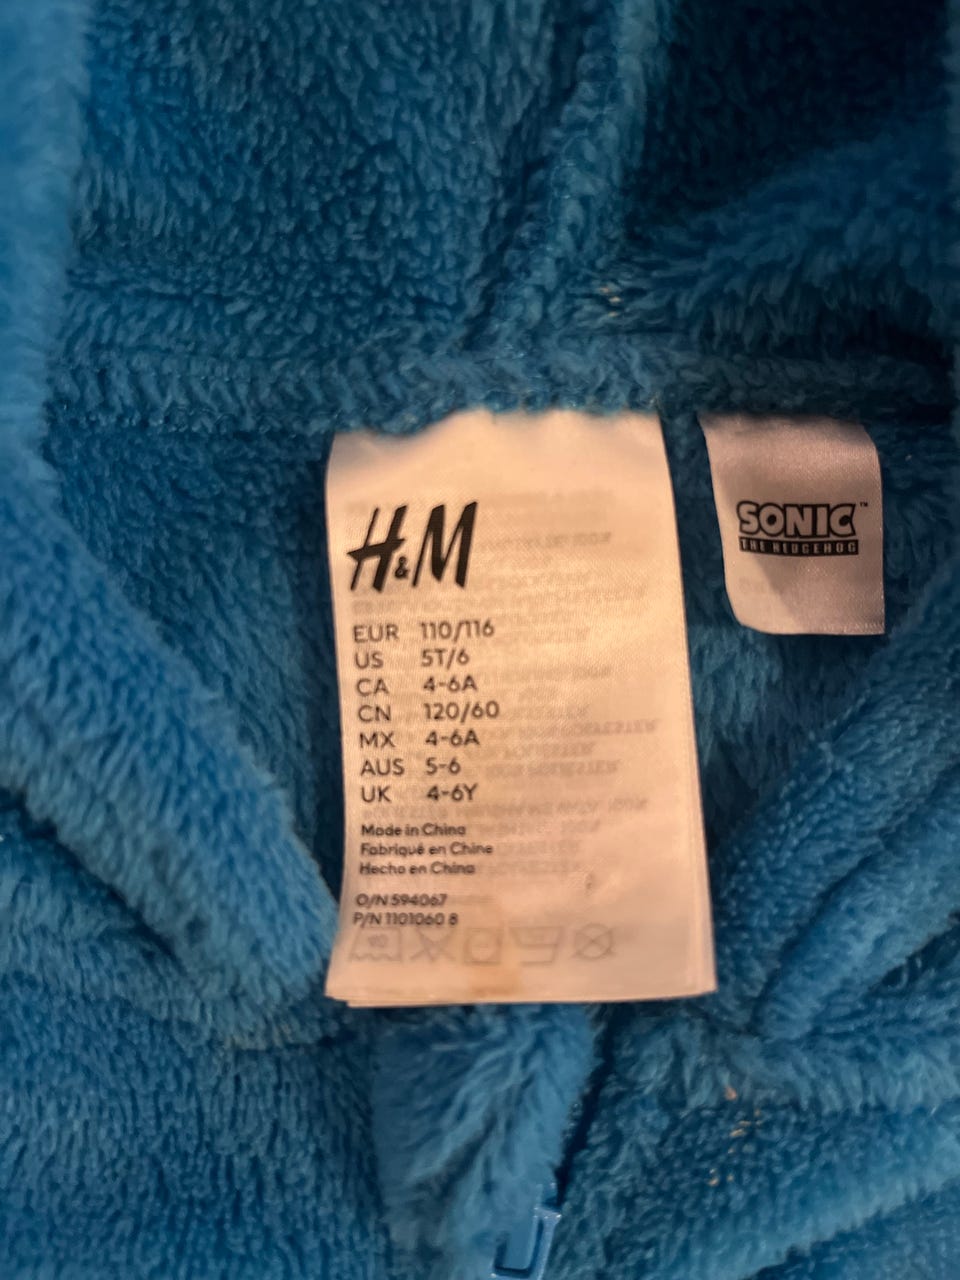 H&M
EUR 110/116
US 5T/6
CA 4-6A
CN 120/60
MX 4-6A
AUS 5-6
UK 4-6Y
Made in China
Fabriqué en Chine
Hecho en China
O/N 594067
P/N 1101060 8
SONIC™
THE HEDGEHOG